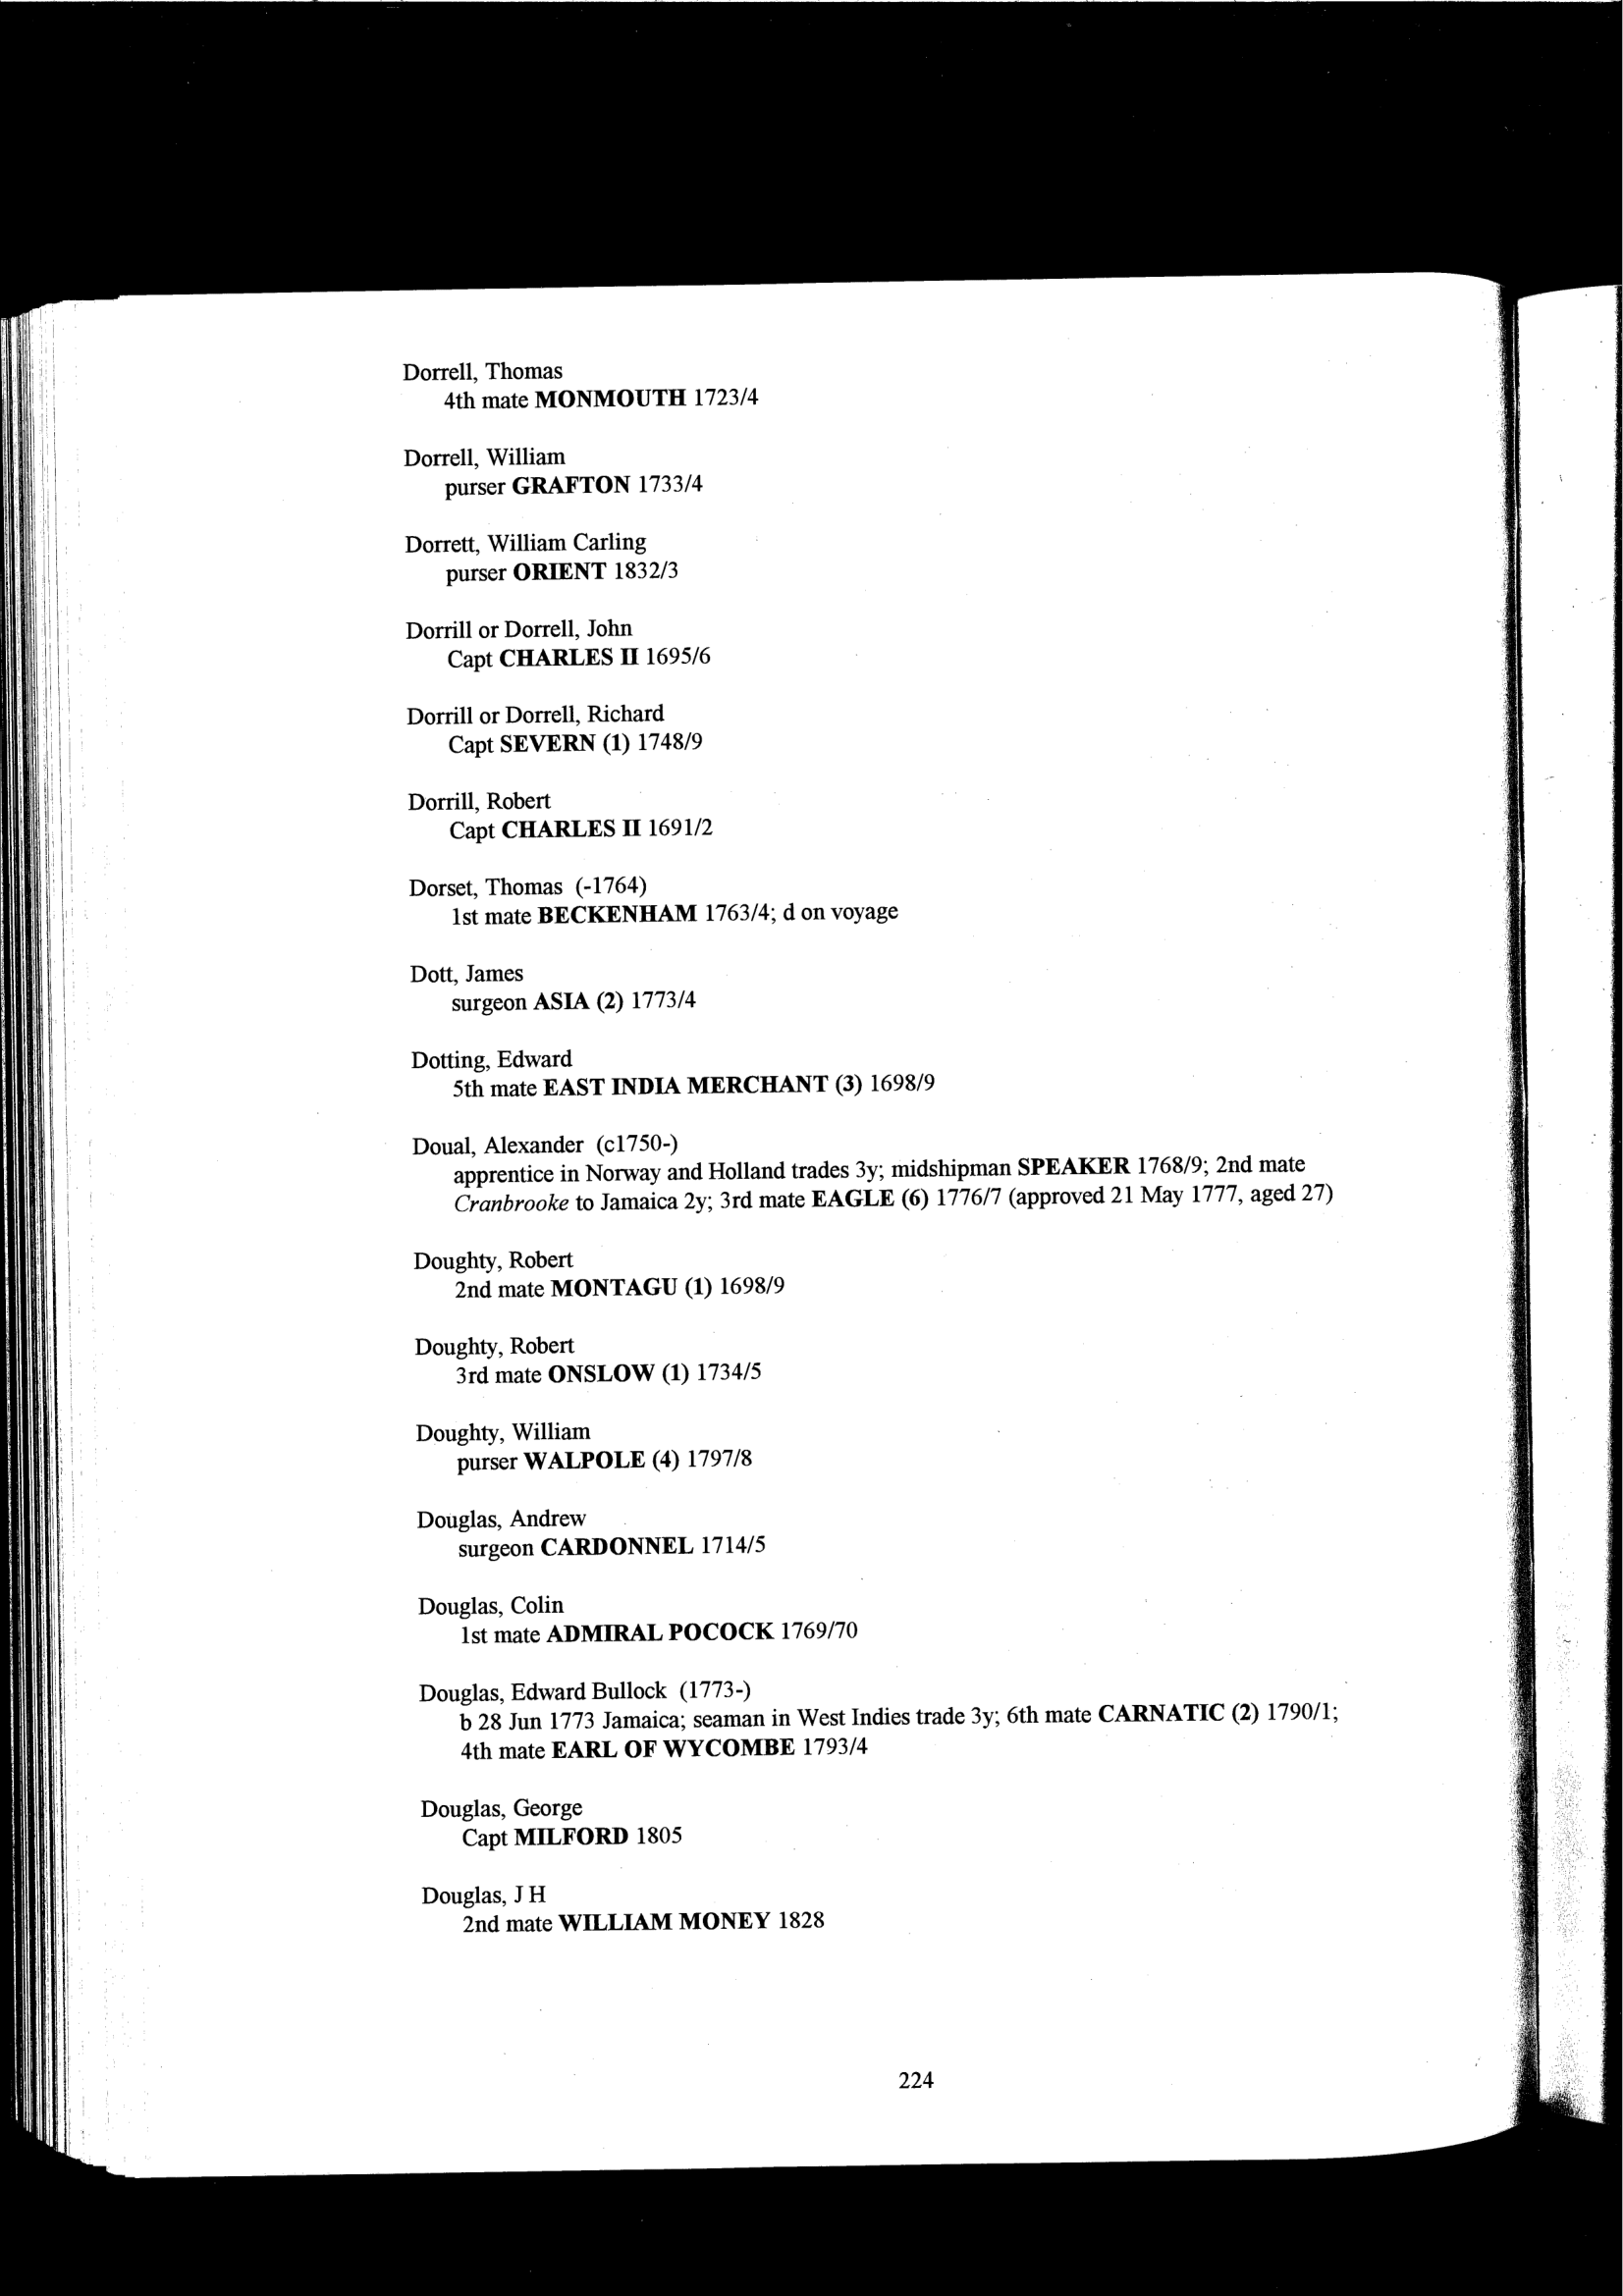 Dorrell, Thomas
4th mate MONMOUTH 1723/4
Dorrell, William
purser GRAFTON 1733/4
Dorrett, William Carling
purser ORIENT 1832/3
Dorrill or Dorrell, John
Capt CHARLES II 1695/6
Dorrill or Dorrell, Richard
Capt SEVERN (1) 1748/9
Dorrill, Robert
Capt CHARLES II 1691/2
Dorset, Thomas (-1764)
1st mate BECKENHAM 1763/4; d on voyage
Dott, James
surgeon ASIA (2) 1773/4
Dotting, Edward
5th mate EAST INDIA MERCHANT (3) 1698/9
Doual, Alexander (c1750-)
apprentice in Norway and Holland trades 3y; midshipman SPEAKER 1768/9; 2nd mate
Cranbrooke to Jamaica 2y; 3rd mate EAGLE (6) 1776/7 (approved 21 May 1777, aged 27)
Doughty, Robert
2nd mate MONTAGU (1) 1698/9
Doughty, Robert
3rd mate ONSLOW (1) 1734/5
Doughty, William
purser WALPOLE (4) 1797/8
Douglas, Andrew
surgeon CARDONNEL 1714/5
Douglas, Colin
1st mate ADMIRAL POCOCK 1769/70
Douglas, Edward Bullock (1773-)
b 28 Jun 1773 Jamaica; seaman in West Indies trade 3y; 6th mate CARNATIC (2) 1790/1;
4th mate EARL OF WYCOMBE 1793/4
Douglas, George
Capt MILFORD 1805
Douglas, J H
2nd mate WILLIAM MONEY 1828
224